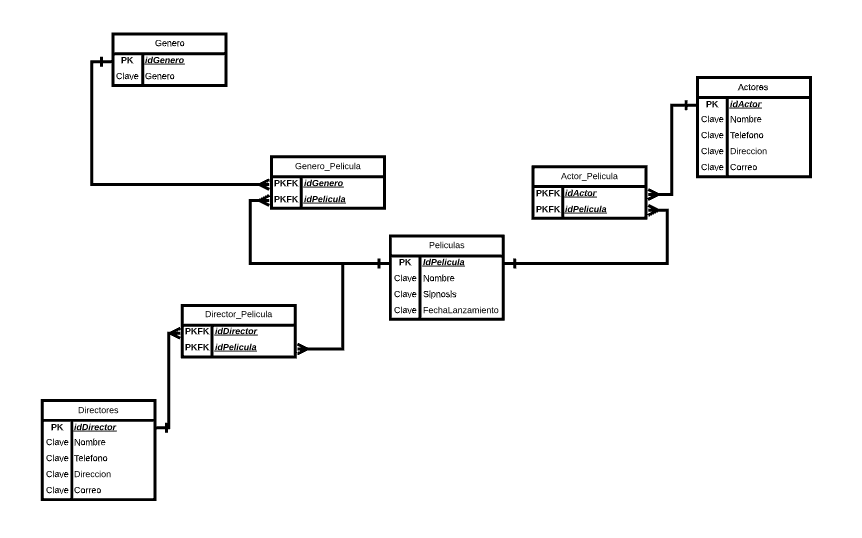 Genero
PK idGenero
Clave Genero
Actores
PK idActor
Clave Nombre
Clave Telefono
Clave Direccion
Clave Correo
Genero_Pelicula
PKFK idGenero
PKFK idPelicula
Actor_Pelicula
PKFK idActor
PKFK idPelicula
Peliculas
PK IdPelicula
Clave Nombre
Clave Sipnosis
Clave FechaLanzamiento
Director_Pelicula
PKFK idDirector
PKFK idPelicula
Directores
PK idDirector
Clave Nombre
Clave Telefono
Clave Direccion
Clave Correo